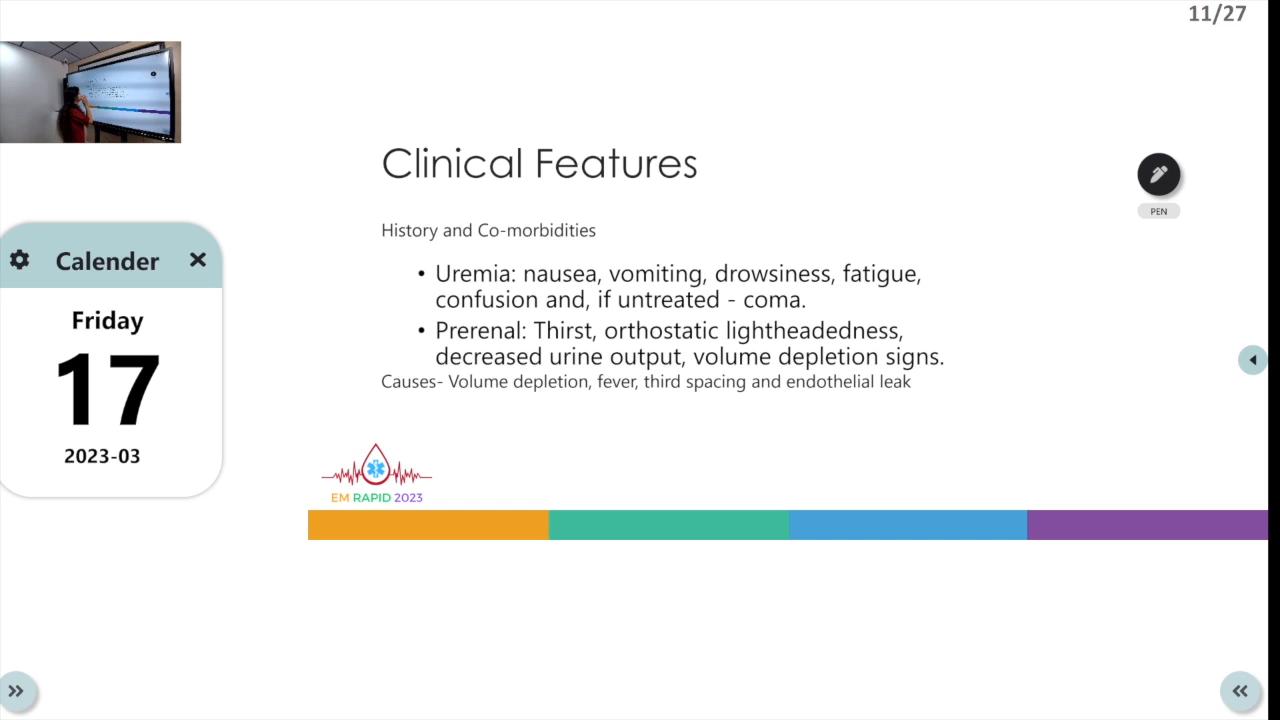 11/27
Clinical Features
PEN
History and Co-morbidities
• Uremia: nausea, vomiting, drowsiness, fatigue,
confusion and, if untreated - coma.
• Prerenal: Thirst, orthostatic lightheadedness,
decreased urine output, volume depletion signs.
Causes- Volume depletion, fever, third spacing and endothelial leak
Calender
Friday
17
2023-03
EM RAPID 2023